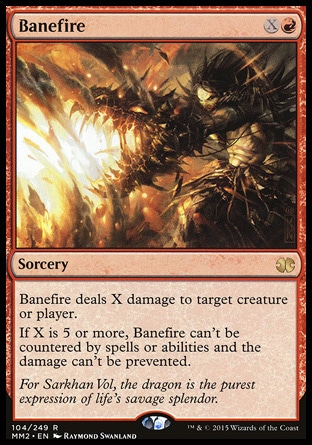 Banefire X R
Sorcery
Banefire deals X damage to target creature
or player.
If X is 5 or more, Banefire can't be
countered by spells or abilities and the
damage can't be prevented.
For Sarkhan Vol, the dragon is the purest
expression of life's savage splendor.
104/249 R
MM2 • EN RAYMOND SWANLAND ™ & © 2015 Wizards of the Coast